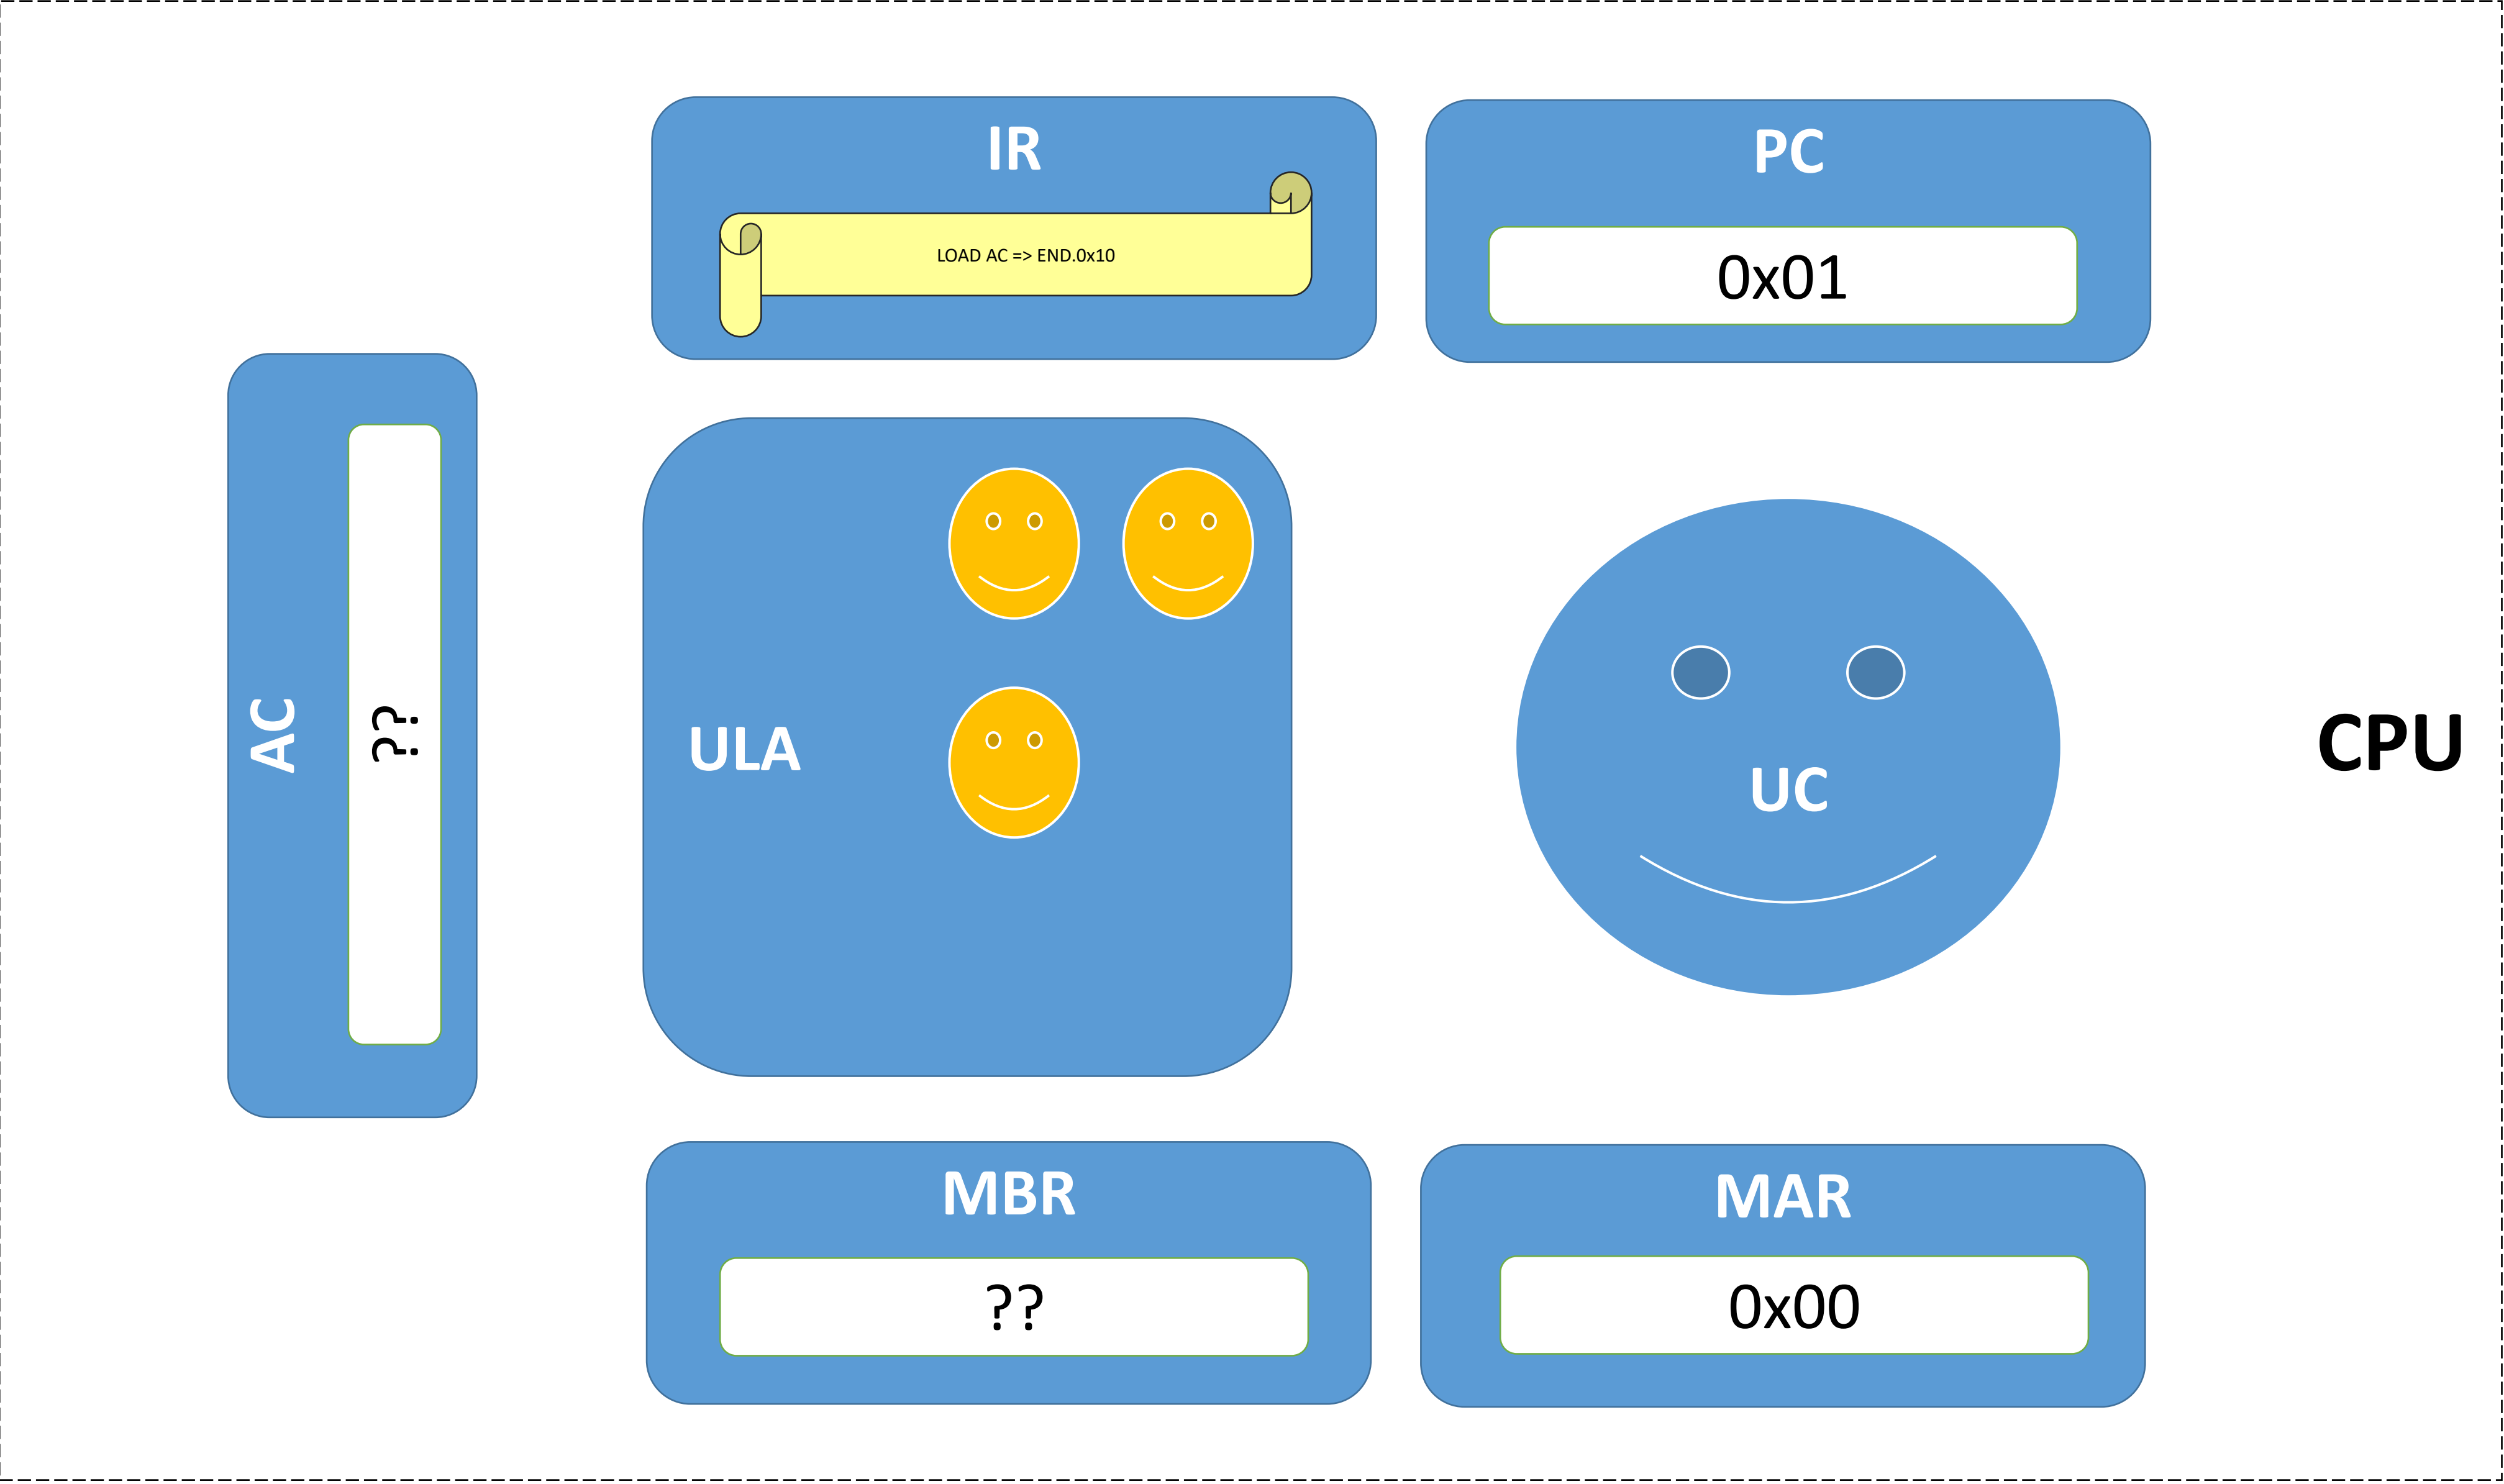 IR
LOAD AC => END.0x10
PC
0x01
AC
??
ULA
UC
CPU
MBR
??
MAR
0x00